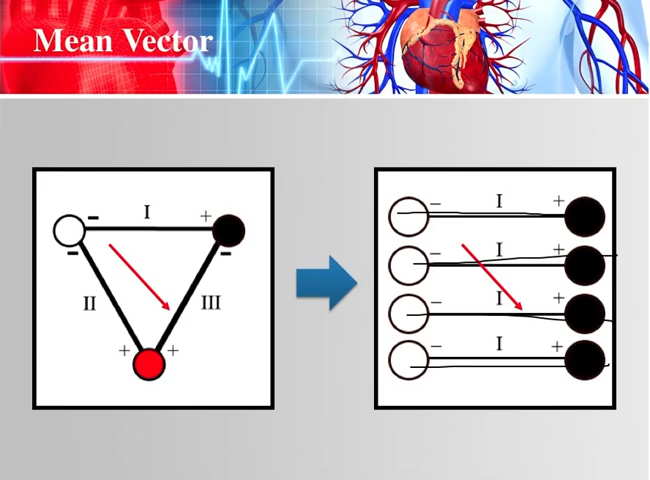 Mean Vector
- I +
- -
II III
+ +
- I +
- I +
- I +
- I +